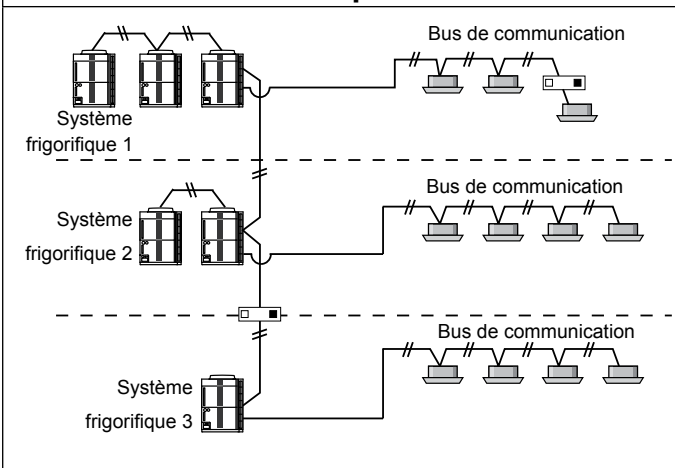 Bus de communication
Système
frigorifique 1
Bus de communication
Système
frigorifique 2
Bus de communication
Système
frigorifique 3